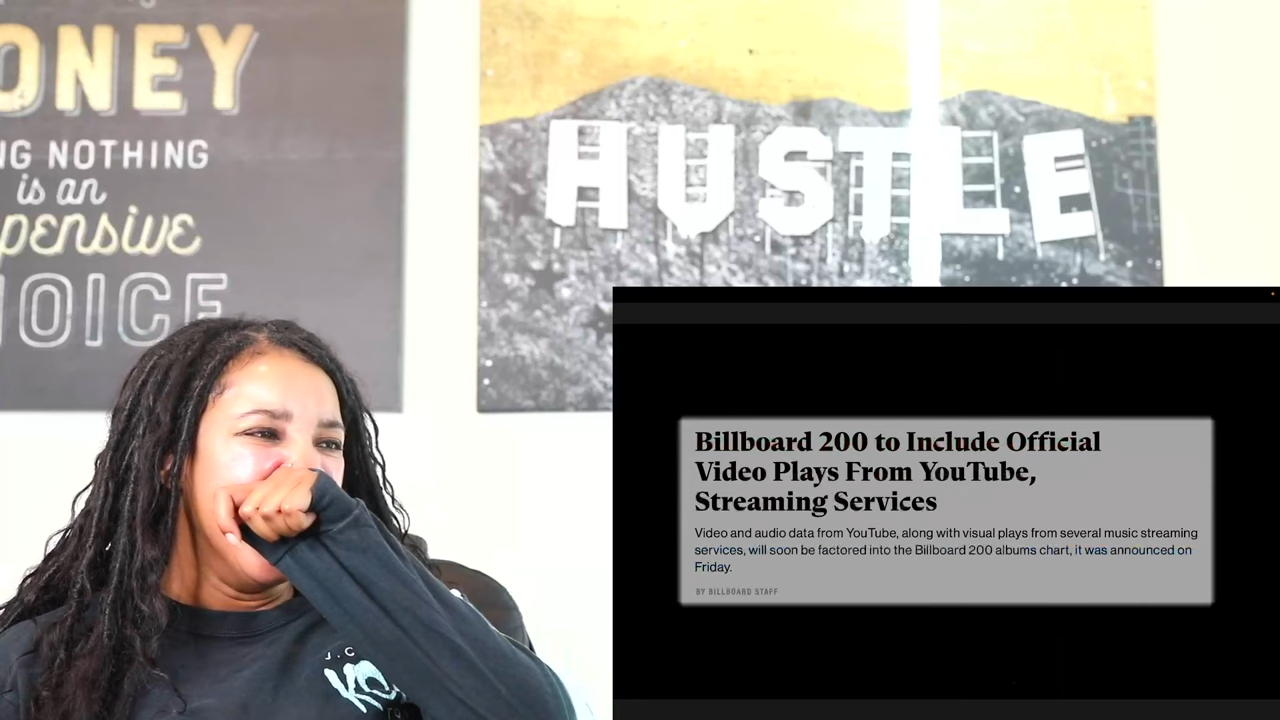 ONEY
NG NOTHING
is an
pensive
HOICE
HUSTLE
J.C
KO
Billboard 200 to Include Official
Video Plays From YouTube,
Streaming Services
Video and audio data from YouTube, along with visual plays from several music streaming
services, will soon be factored into the Billboard 200 albums chart, it was announced on
Friday.
BY BILLBOARD STAFF